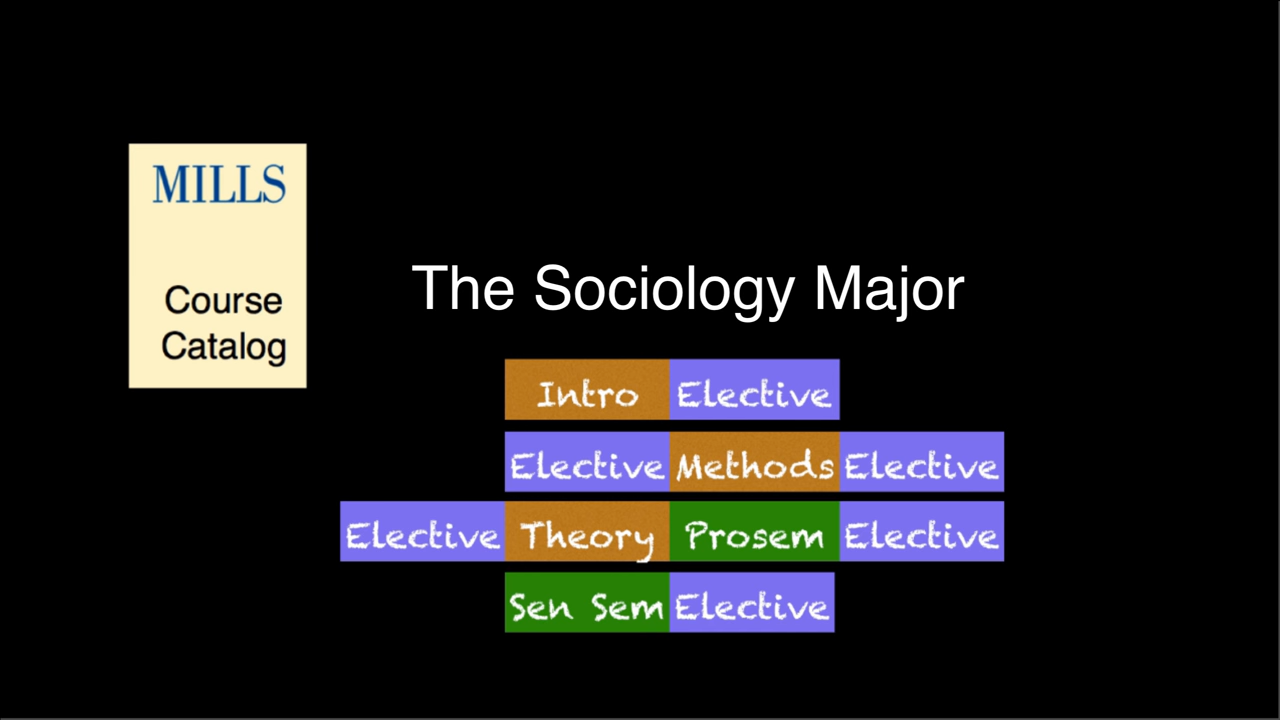 MILLS
Course
Catalog
The Sociology Major
Intro Elective
Elective Methods Elective
Elective Theory Prosem Elective
Sen Sem Elective